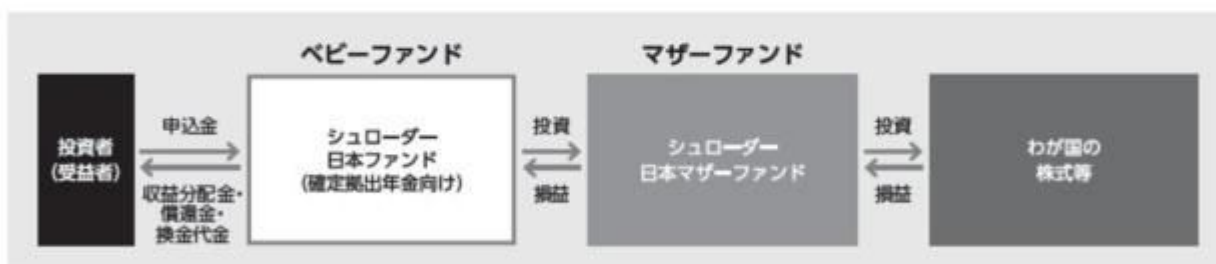 ベビーファンド
マザーファンド
投資者
(受益者)
申込金
収益分配金・
償還金・
換金代金
シュローダー
日本ファンド
(確定拠出年金向け)
投資
損益
シュローダー
日本マザーファンド
投資
損益
わが国の
株式等